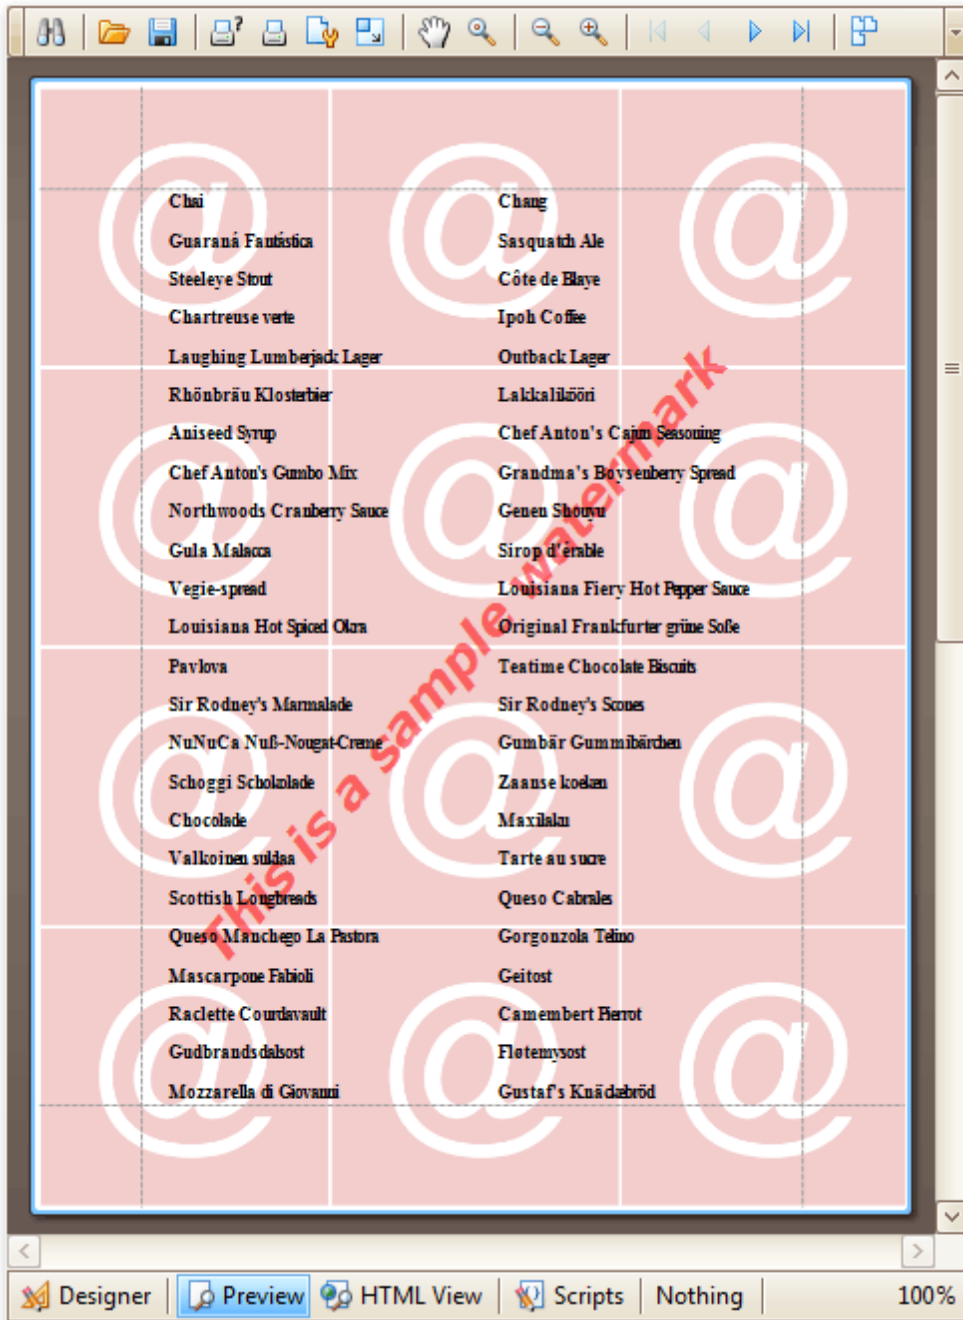 Chai Chang
Guaraná Fantástica Sasquatch Ale
Steeleye Stout Côte de Blaye
Chartreuse verte Ipoh Coffee
Laughing Lumberjack Lager Outback Lager
Rhönbräu Klosterbier Lakkalikööri
Aniseed Syrup Chef Anton's Cajun Seasoning
Chef Anton's Gumbo Mix Grandma's Boysenberry Spread
Northwoods Cranberry Sauce Genen Shouyu
Gula Malacca Sirop d'érable
Vegie-spread Louisiana Fiery Hot Pepper Sauce
Louisiana Hot Spiced Okra Original Frankfurter grüne Soße
Pavlova Teatime Chocolate Biscuits
Sir Rodney's Marmalade Sir Rodney's Scones
NuNuCa Nuß-Nougat-Creme Gumbär Gummibärchen
Schoggi Schokolade Zaanse koeken
Chocolade Maxilaku
Valkoinen suklaa Tarte au sucre
Scottish Longbreads Queso Cabrales
Queso Manchego La Pastora Gorgonzola Telino
Mascarpone Fabioli Geitost
Raclette Courdavault Camembert Pierrot
Gudbrandsdalsost Fløtemysost
Mozzarella di Giovanni Gustaf's Knäckebröd
This is a sample watermark
@ @ @
@ @ @
@ @ @
@ @ @
Designer Preview HTML View Scripts Nothing 100%